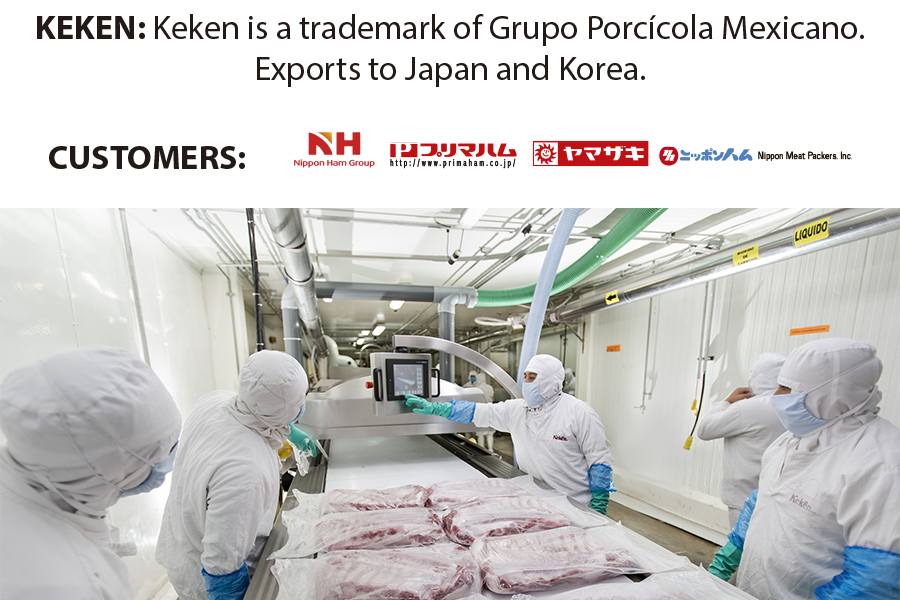 KEKEN: Keken is a trademark of Grupo Porcícola Mexicano.
Exports to Japan and Korea.
CUSTOMERS:
NH
Nippon Ham Group
プリマハム
http://www.primaham.co.jp/
ヤマザキ
ニッポンハム Nippon Meat Packers, Inc.
LIQUIDO
Kekén
Kekén